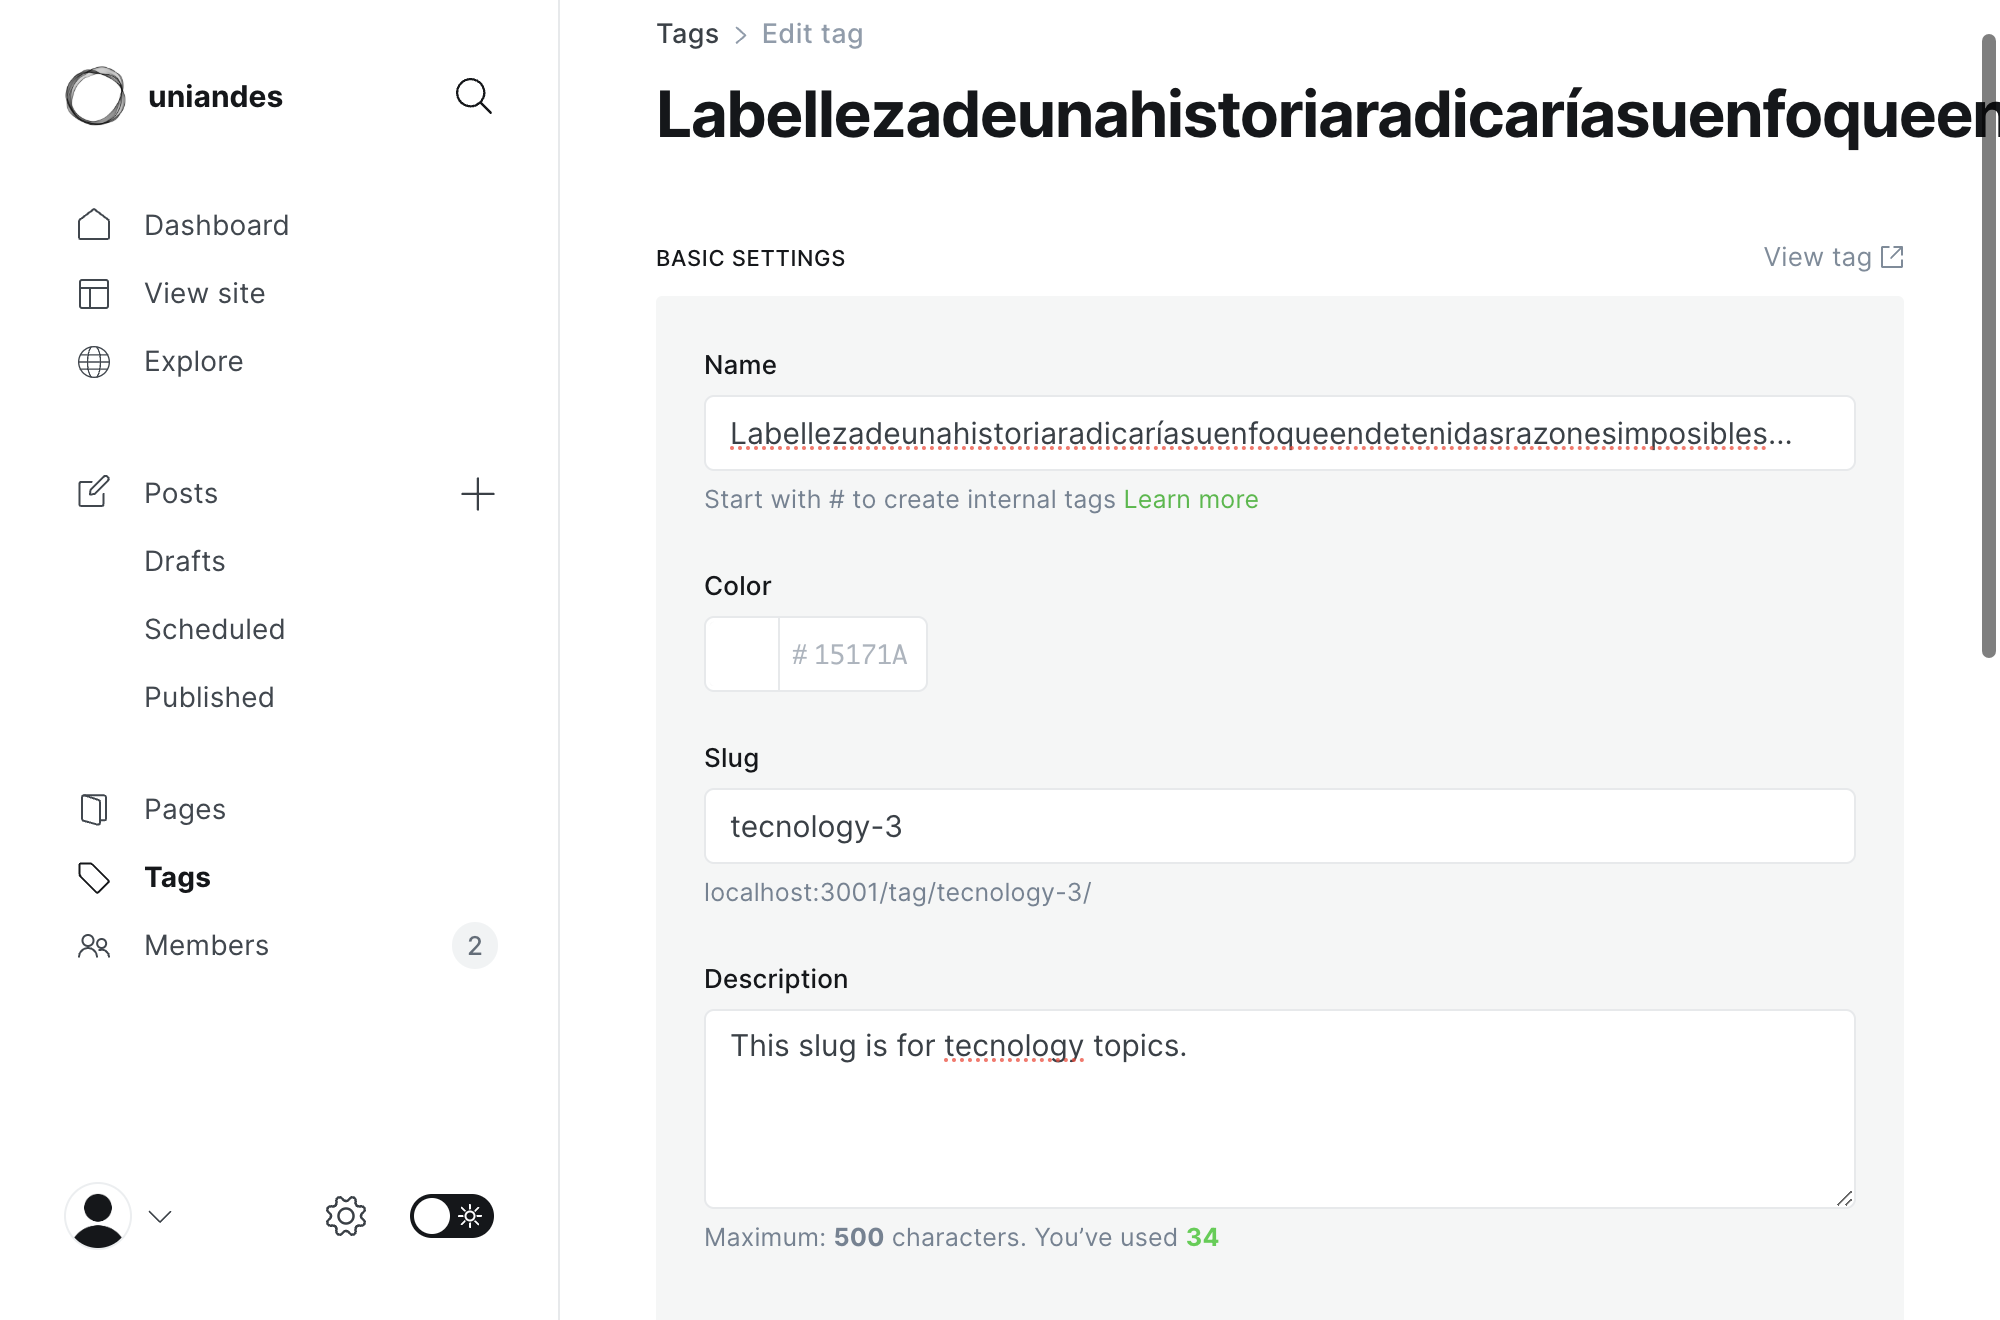 uniandes
Dashboard
View site
Explore
Posts
Drafts
Scheduled
Published
Pages
Tags
Members 2
Tags > Edit tag
Labellezadeunahistoriaradicaríasuenfoqueen
BASIC SETTINGS
View tag
Name
Labellezadeunahistoriaradicaríasuenfoqueendetenidasrazonesimposibles...
Start with # to create internal tags Learn more
Color
# 15171A
Slug
tecnology-3
localhost:3001/tag/tecnology-3/
Description
This slug is for tecnology topics.
Maximum: 500 characters. You’ve used 34